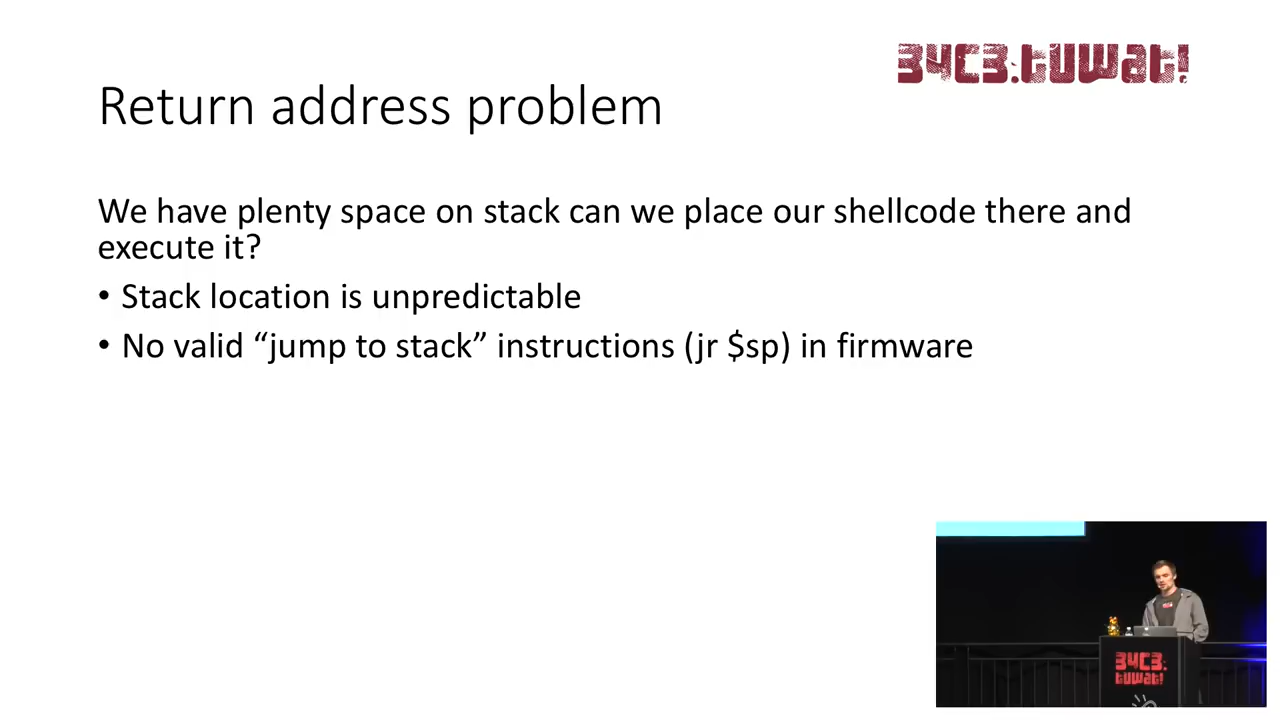 34C3.tuwat!
Return address problem
We have plenty space on stack can we place our shellcode there and
execute it?
• Stack location is unpredictable
• No valid “jump to stack” instructions (jr $sp) in firmware
34C3.
tuwat!